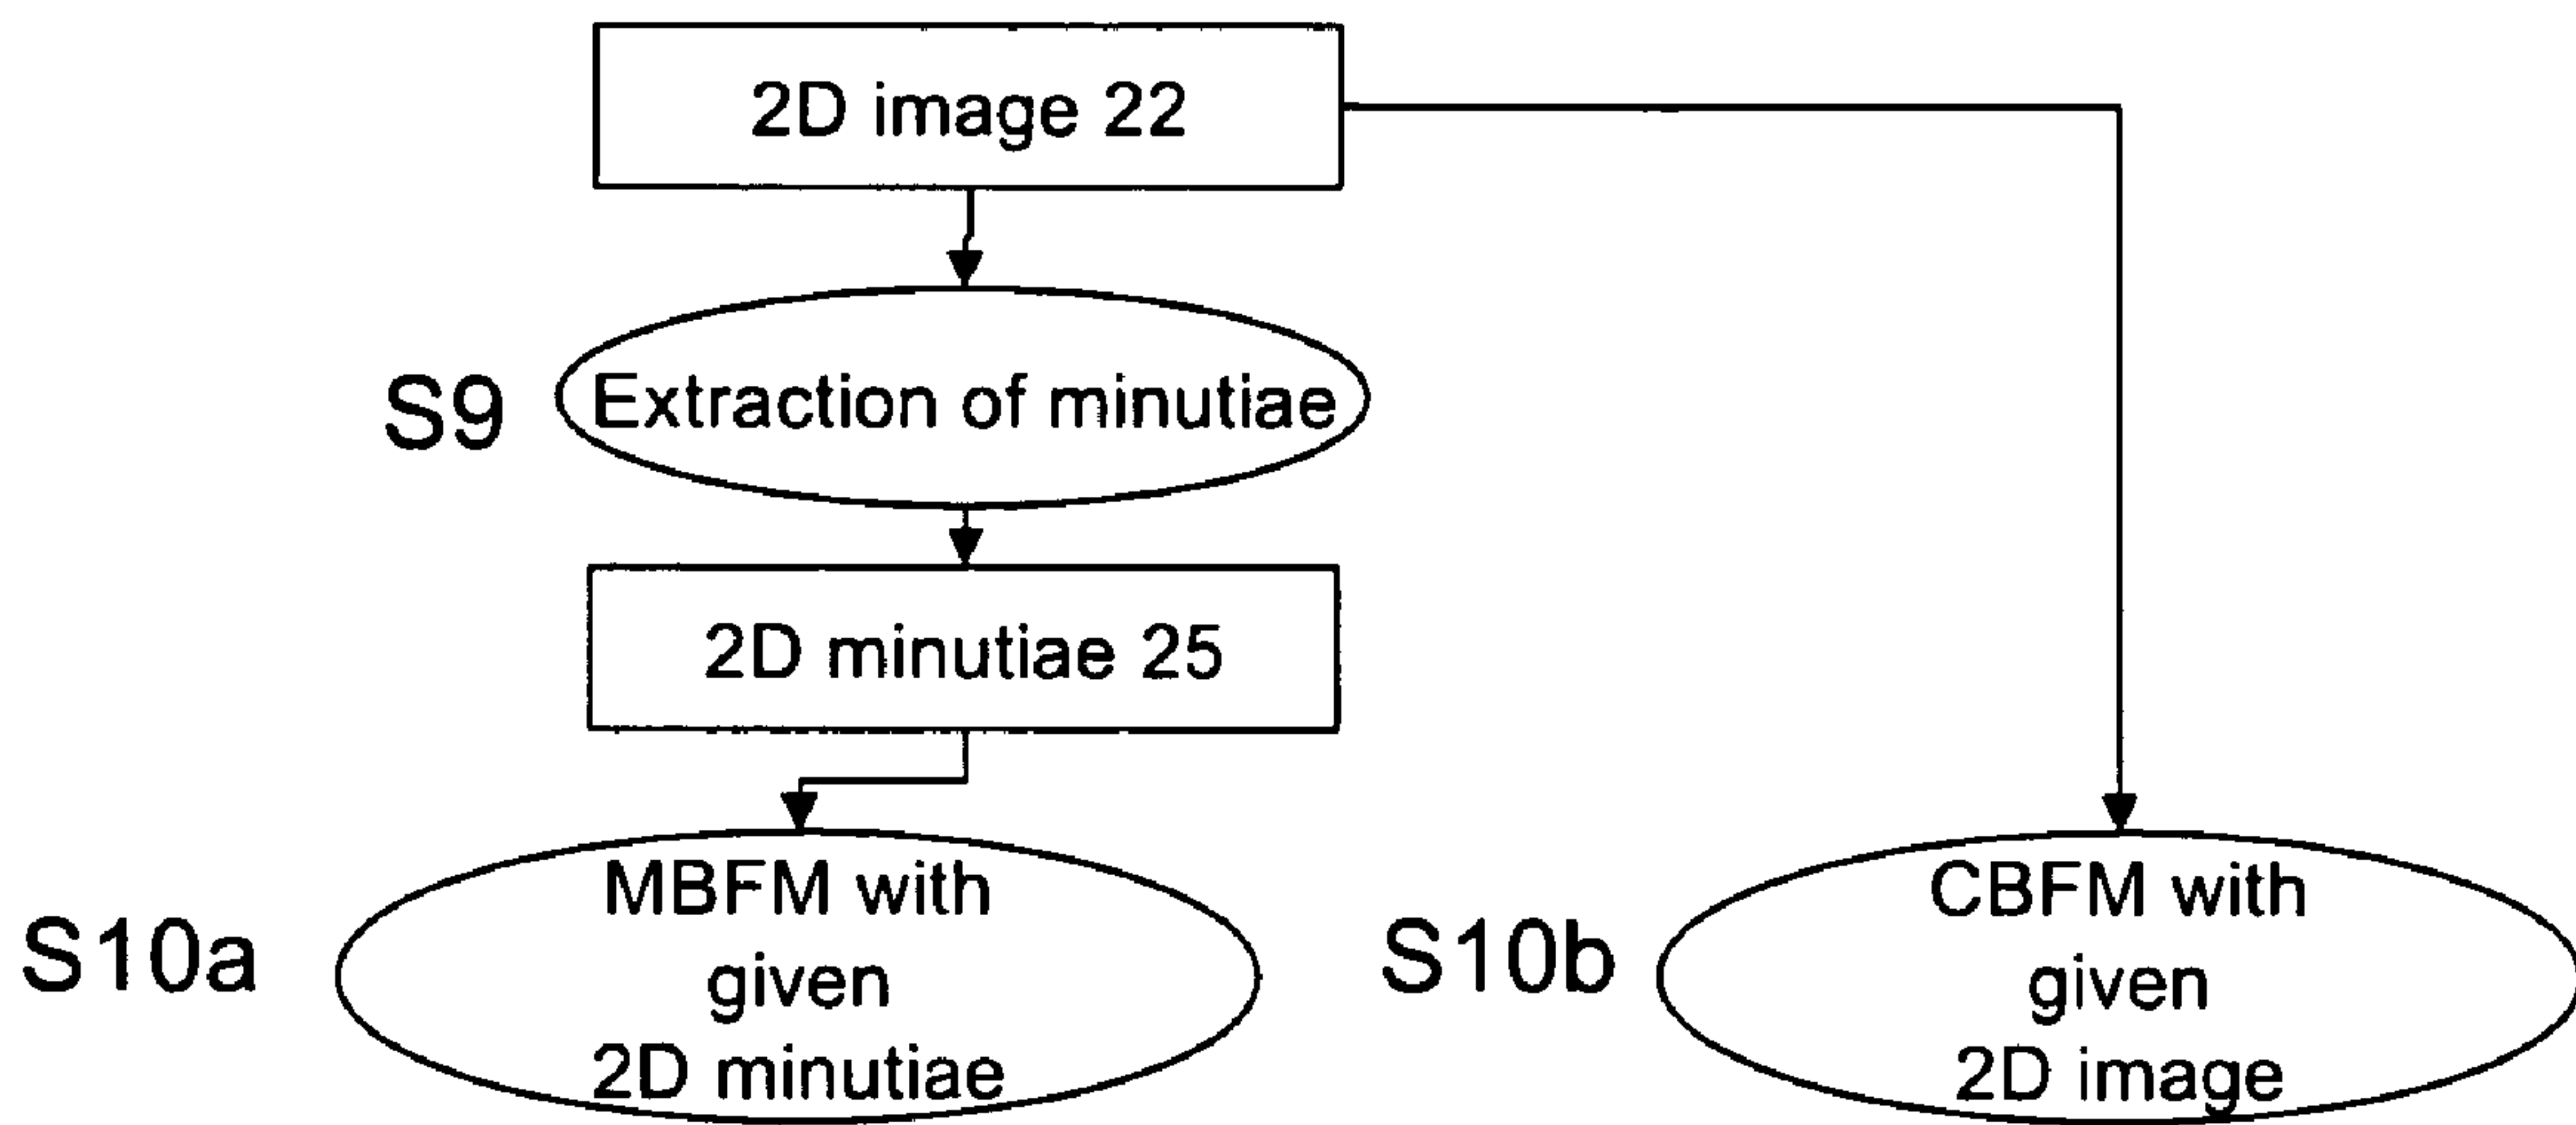 2D image 22
S9
Extraction of minutiae
2D minutiae 25
S10a
MBFM with
given
2D minutiae
S10b
CBFM with
given
2D image